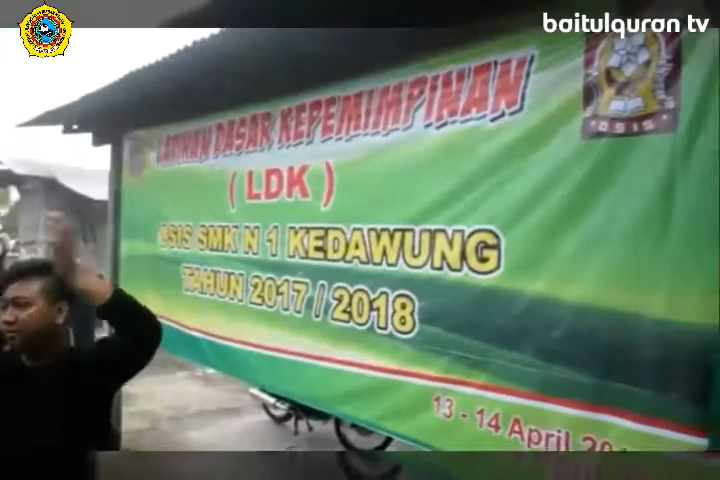 baitulquran tv
LATIHAN DASAR KEPEMIMPINAN
( LDK )
OSIS SMK N 1 KEDAWUNG
TAHUN 2017 / 2018
OSIS
13 - 14 April